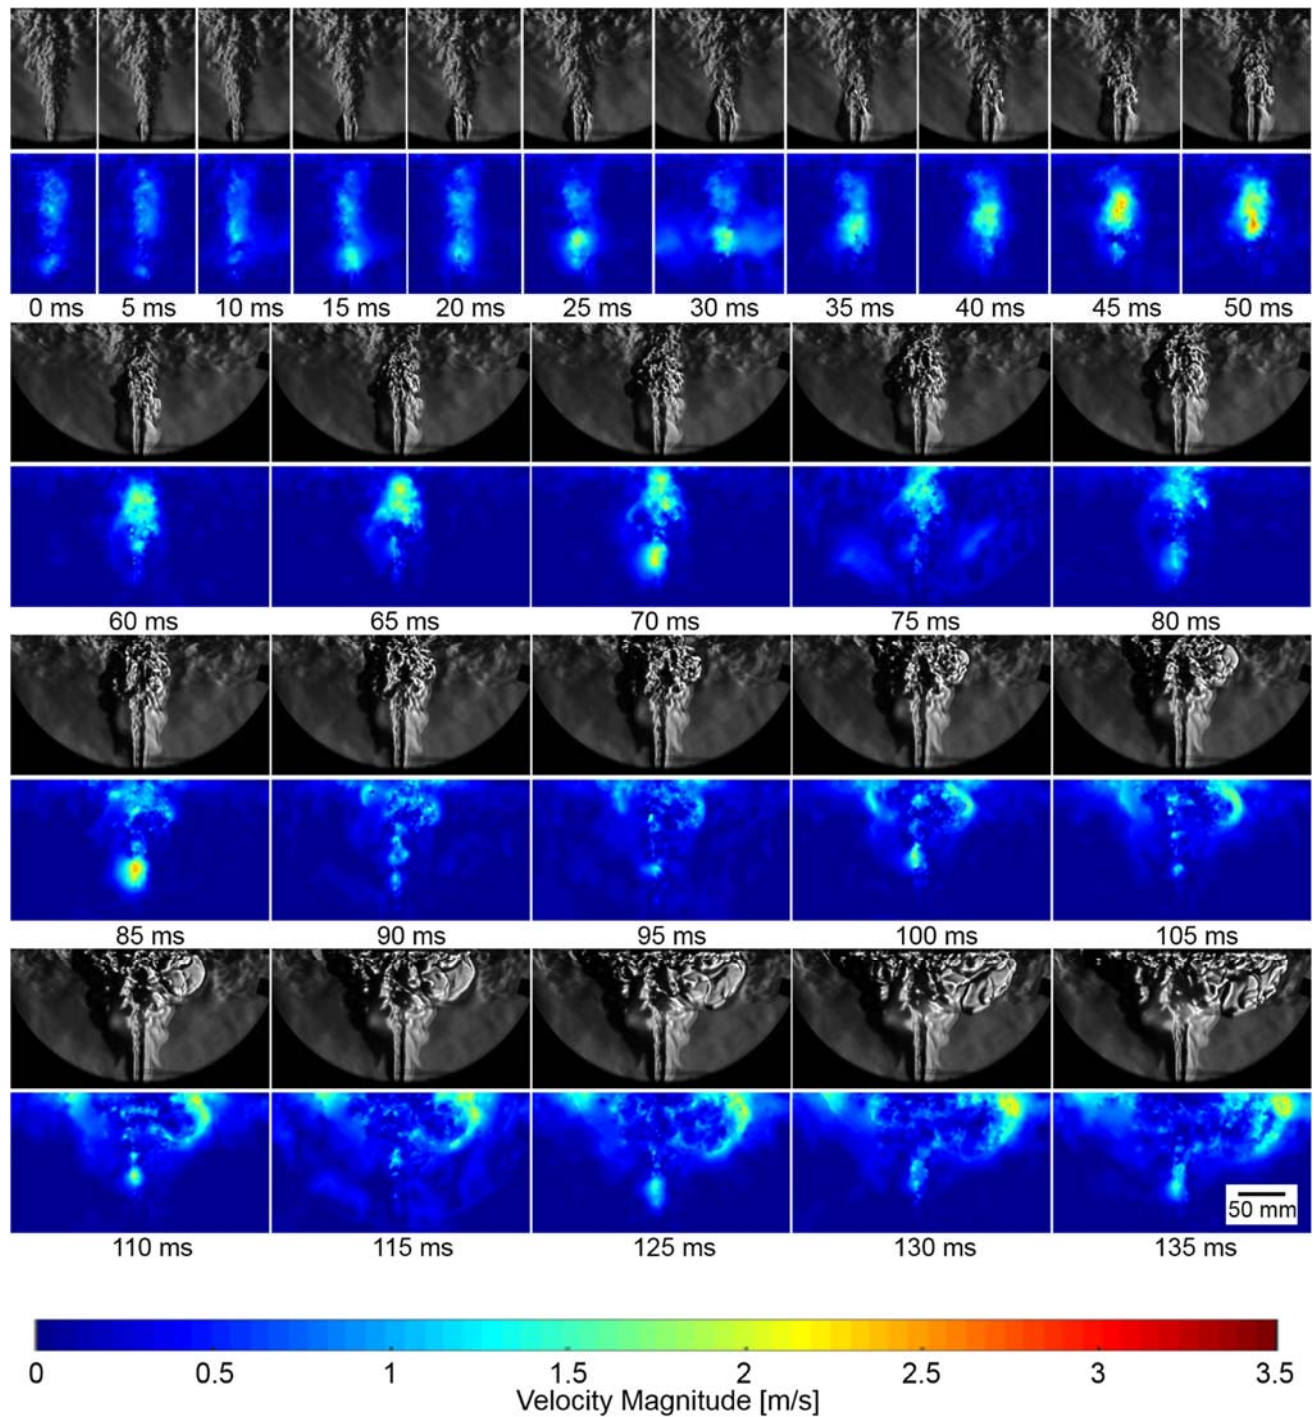 0 ms 5 ms 10 ms 15 ms 20 ms 25 ms 30 ms 35 ms 40 ms 45 ms 50 ms
60 ms 65 ms 70 ms 75 ms 80 ms
85 ms 90 ms 95 ms 100 ms 105 ms
50 mm
110 ms 115 ms 125 ms 130 ms 135 ms
0 0.5 1 1.5 2 2.5 3 3.5
Velocity Magnitude [m/s]